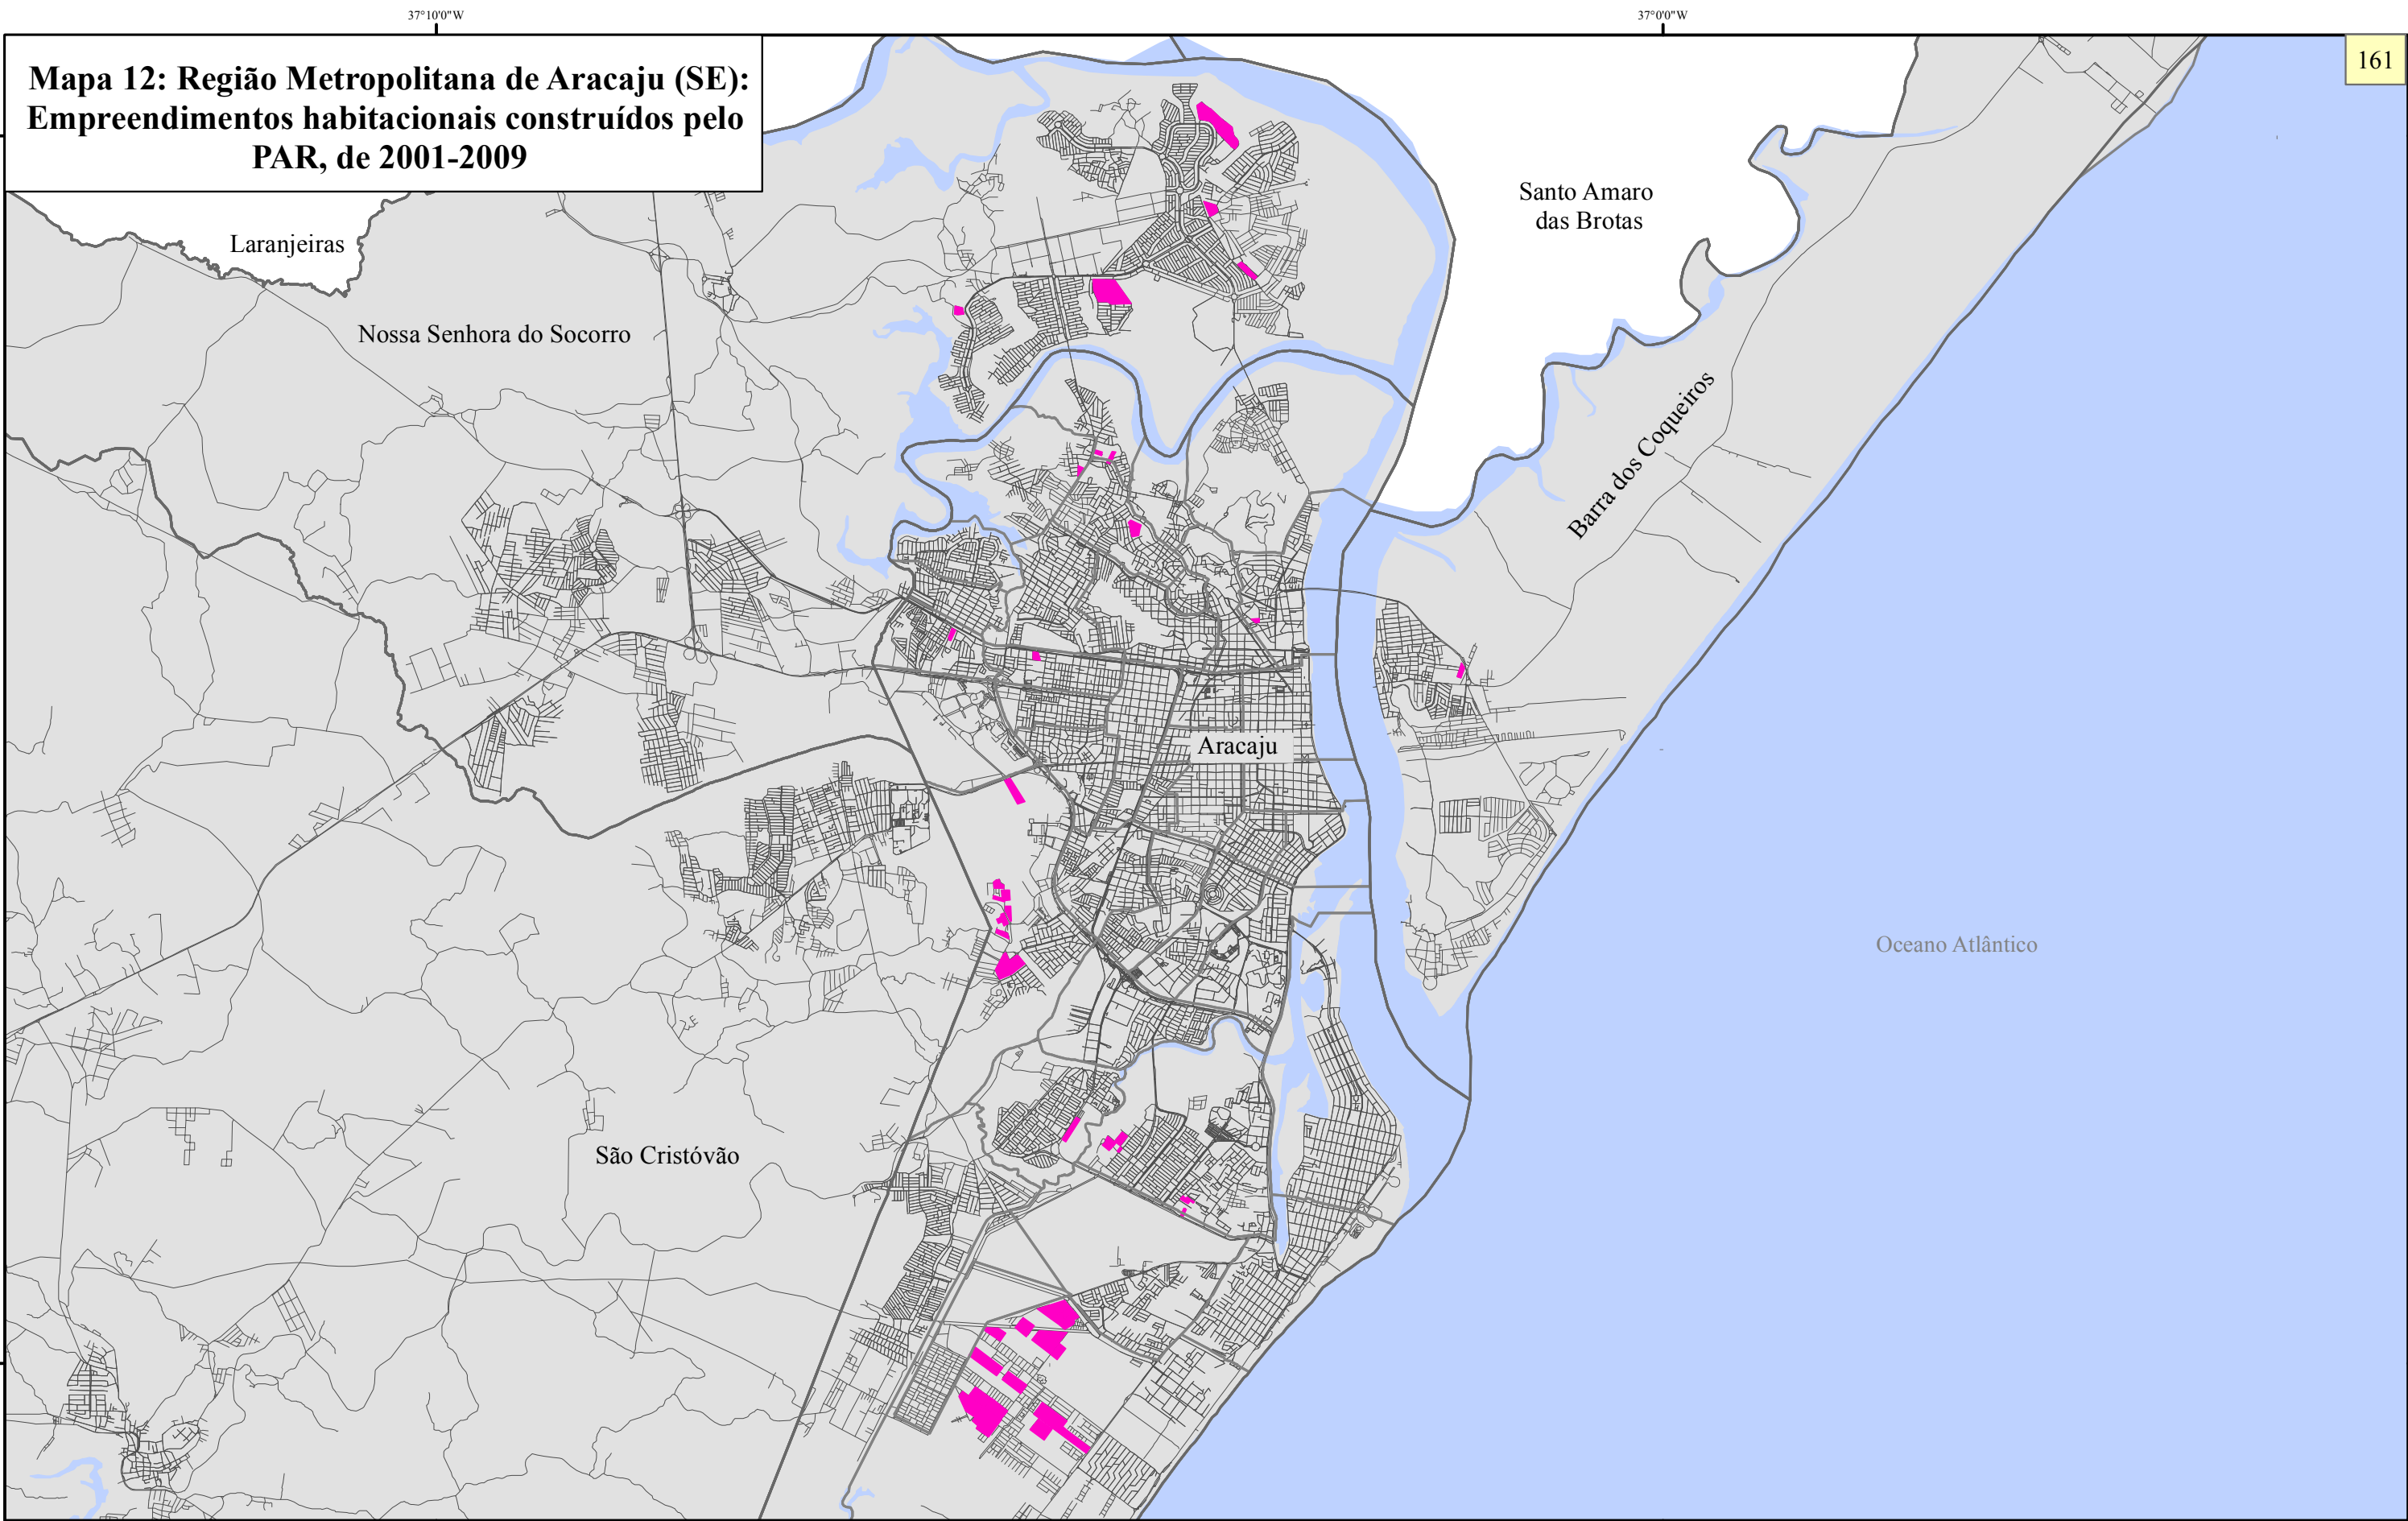 37°10'0"W
37°0'0"W
Mapa 12: Região Metropolitana de Aracaju (SE):
Empreendimentos habitacionais construídos pelo
PAR, de 2001-2009
161
Santo Amaro
das Brotas
Laranjeiras
Nossa Senhora do Socorro
Barra dos Coqueiros
Aracaju
Oceano Atlântico
São Cristóvão